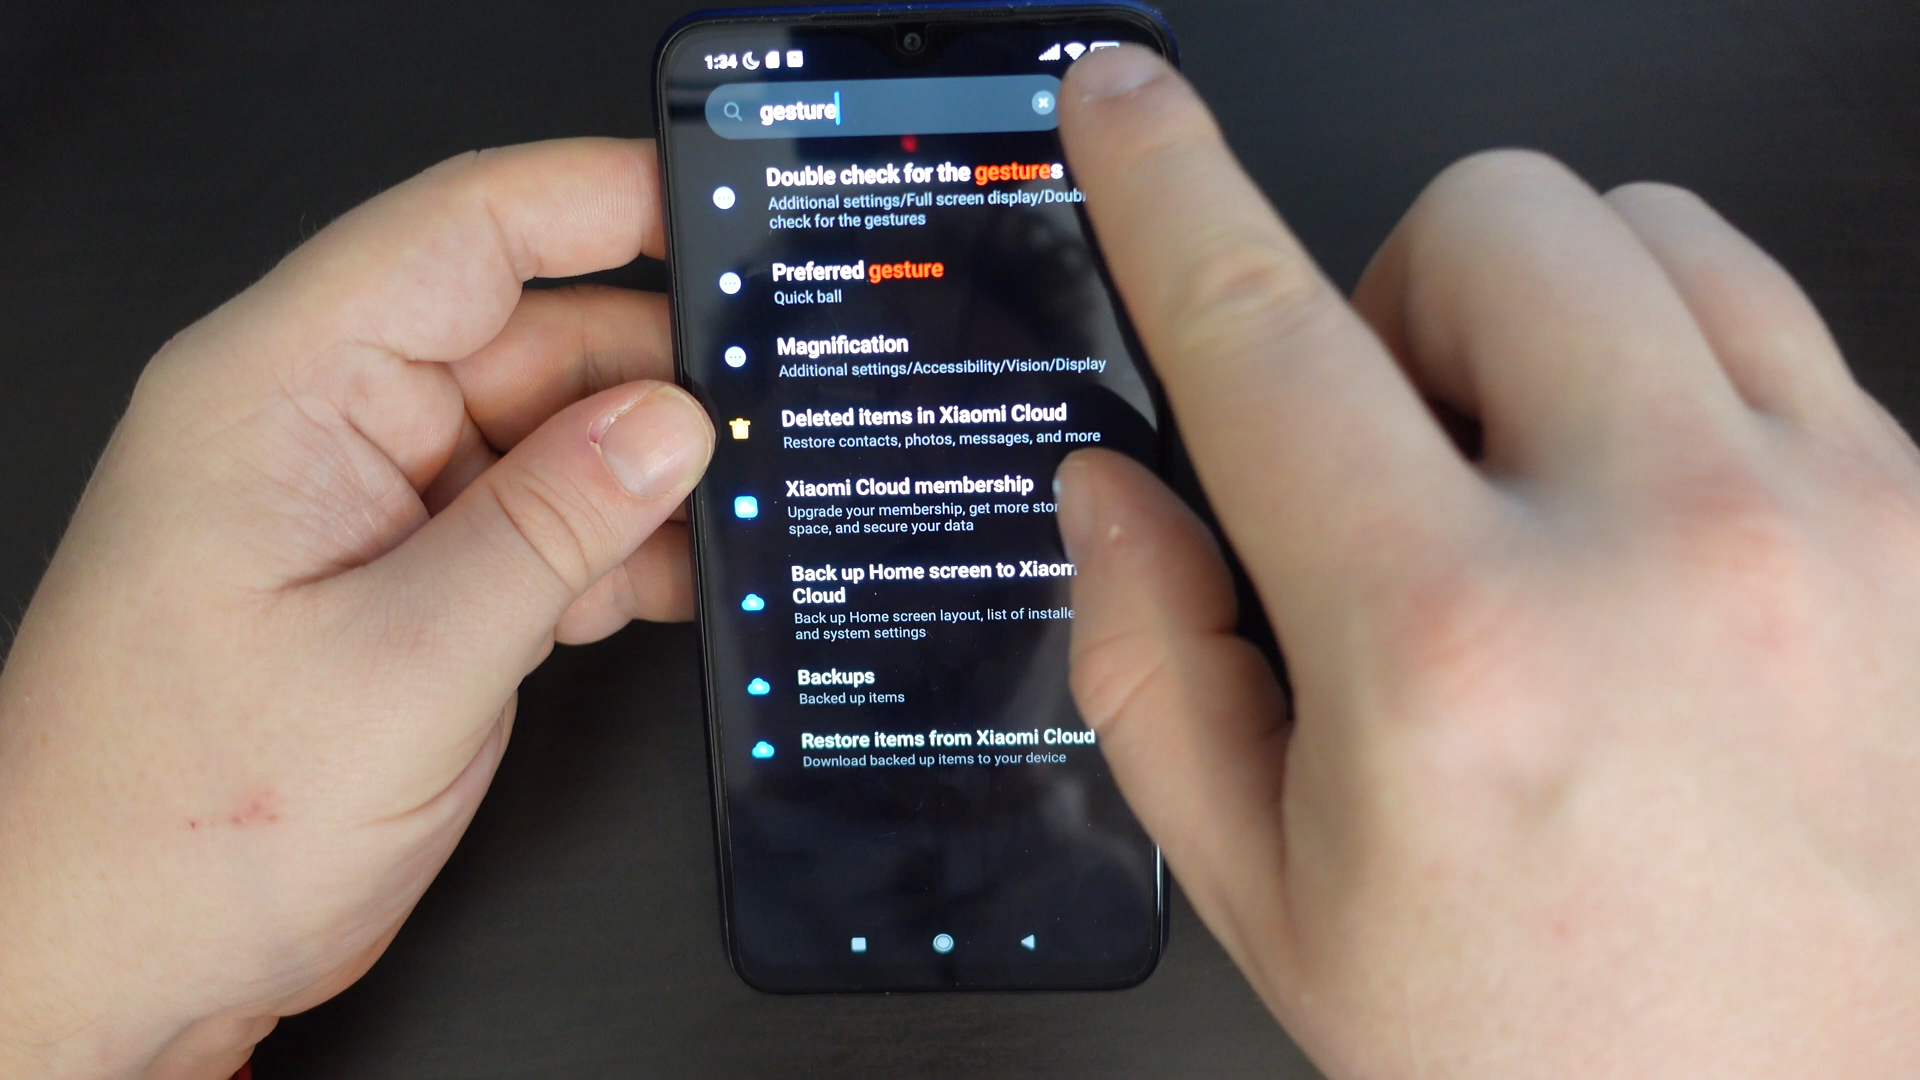 1:34
gesture
Double check for the gestures
Additional settings/Full screen display/Doub
check for the gestures
Preferred gesture
Quick ball
Magnification
Additional settings/Accessibility/Vision/Display
Deleted items in Xiaomi Cloud
Restore contacts, photos, messages, and more
Xiaomi Cloud membership
Upgrade your membership, get more stor
space, and secure your data
Back up Home screen to Xiaom
Cloud
Back up Home screen layout, list of installe
and system settings
Backups
Backed up items
Restore items from Xiaomi Cloud
Download backed up items to your device